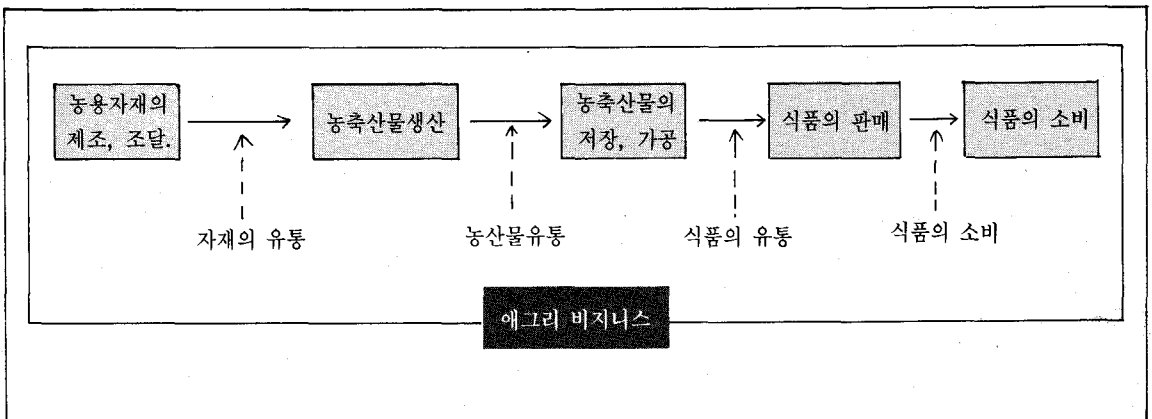 농용자재의
제조, 조달.
농축산물생산
농축산물의
저장, 가공
식품의 판매
식품의 소비
자재의 유통
농산물유통
식품의 유통
식품의 소비
애그리 비지니스